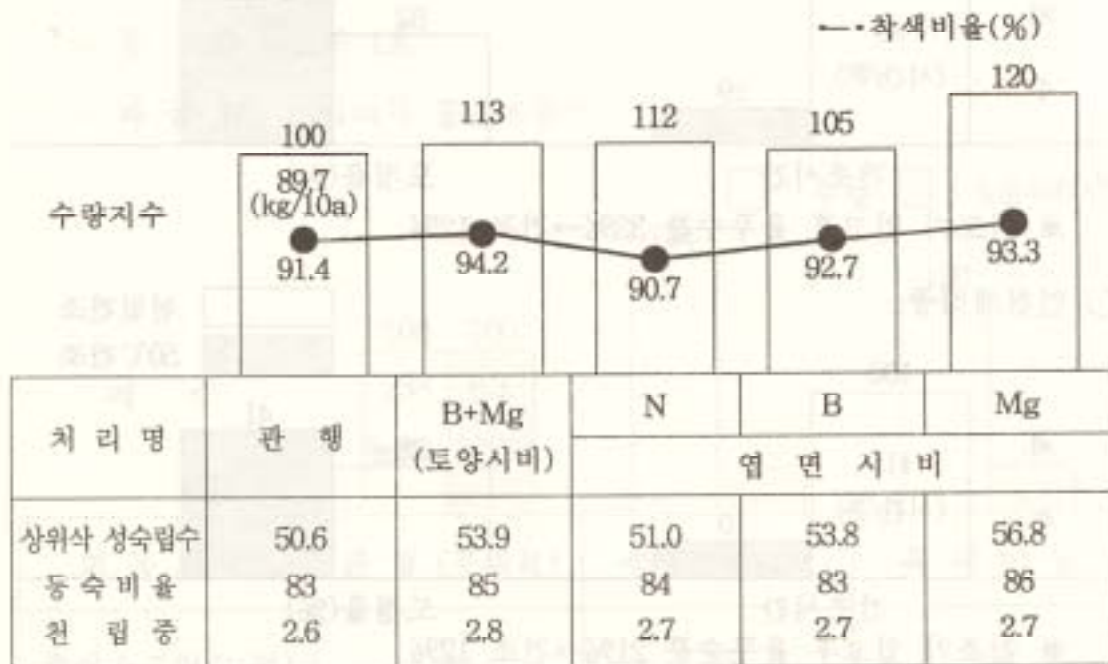 착색비율(%)
100 113 112 105 120
89.7
(kg/10a)
수량지수
91.4 94.2 90.7 92.7 93.3
처리명 관행 B+Mg (토양시비) N B Mg
엽면시비
상위삭 성숙립수 50.6 53.9 51.0 53.8 56.8
등숙비율 83 85 84 83 86
천립중 2.6 2.8 2.7 2.7 2.7